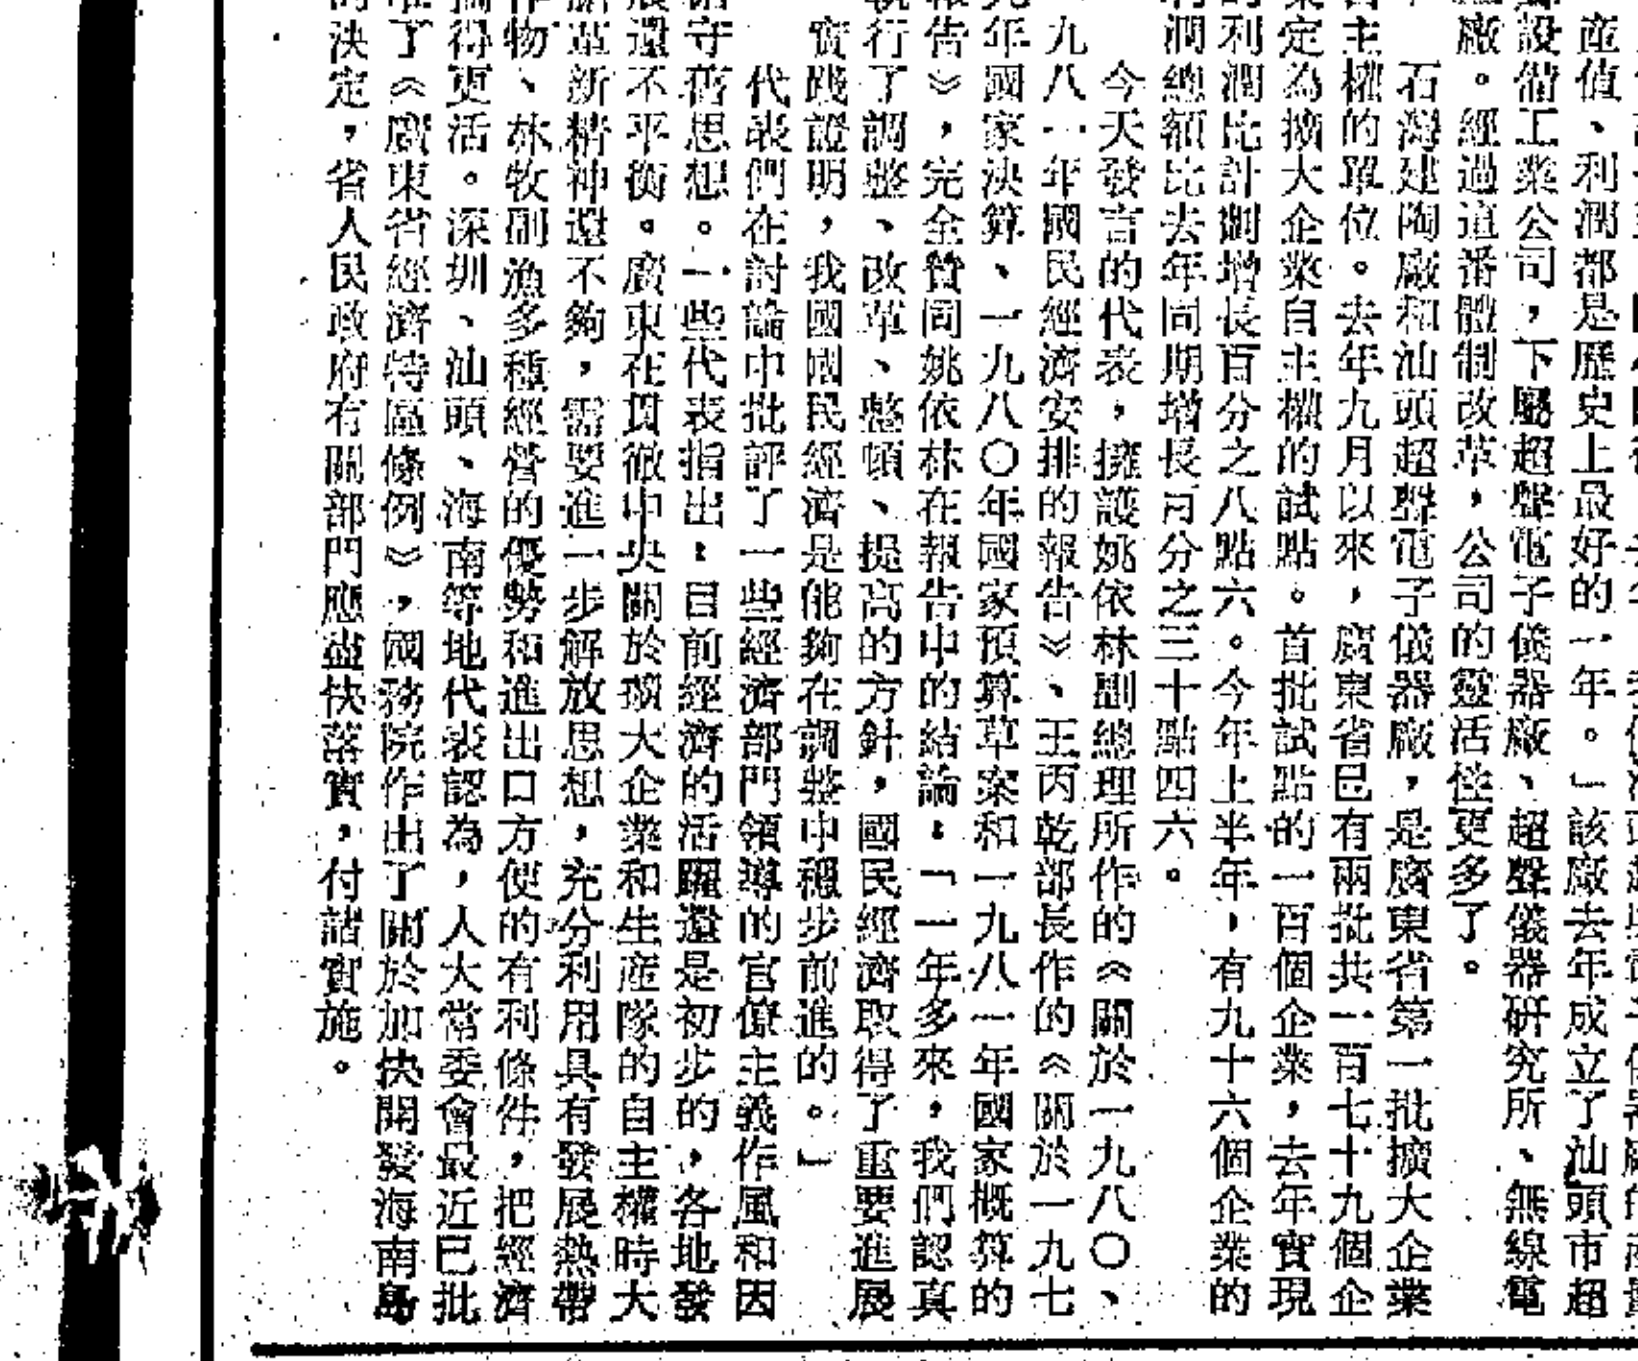 產值、利潤都是歷史上最好的一年。」該廠去年成立了汕頭市超
設備工業公司，下屬超聲電子儀器廠、超聲儀器研究所、無線電
廠。經過這番體制改革，公司的靈活性更多了。
石灣建陶廠和汕頭超聲電子儀器廠，是廣東省第一批擴大企業
主權的單位。去年九月以來，廣東省已有兩批共一百七十九個企
業定為擴大企業自主權的試點。首批試點的一百個企業，去年實現
的利潤比計劃增長百分之八點六。今年上半年，有九十六個企業的
利潤總額比去年同期增長百分之三十點四六。
今天發言的代表，擁護姚依林副總理所作的《關於一九八〇、
九八一年國民經濟安排的報告》、王丙乾部長作的《關於一九七
九年國家決算、一九八〇年國家預算草案和一九八一年國家概算的
報告》，完全贊同姚依林在報告中的結論：「一年多來，我們認真
執行了調整、改革、整頓、提高的方針，國民經濟取得了重要進展
實踐證明，我國國民經濟是能夠在調整中穩步前進的。」
代表們在討論中批評了一些經濟部門領導的官僚主義作風和因
循守舊思想。一些代表指出：目前經濟的活躍還是初步的，各地發
展還不平衡。廣東在貫徹中央關於擴大企業和生産隊的自主權時大
革新精神還不夠，需要進一步解放思想，充分利用具有發展熱帶
作物、林牧副漁多種經營的優勢和進出口方便的有利條件，把經濟
搞得更活。深圳、汕頭、海南等地代表認為，人大常委會最近已批
准了《廣東省經濟特區條例》，國務院作出了關於加快開發海南島
的決定，省人民政府有關部門應盡快落實，付諸實施。